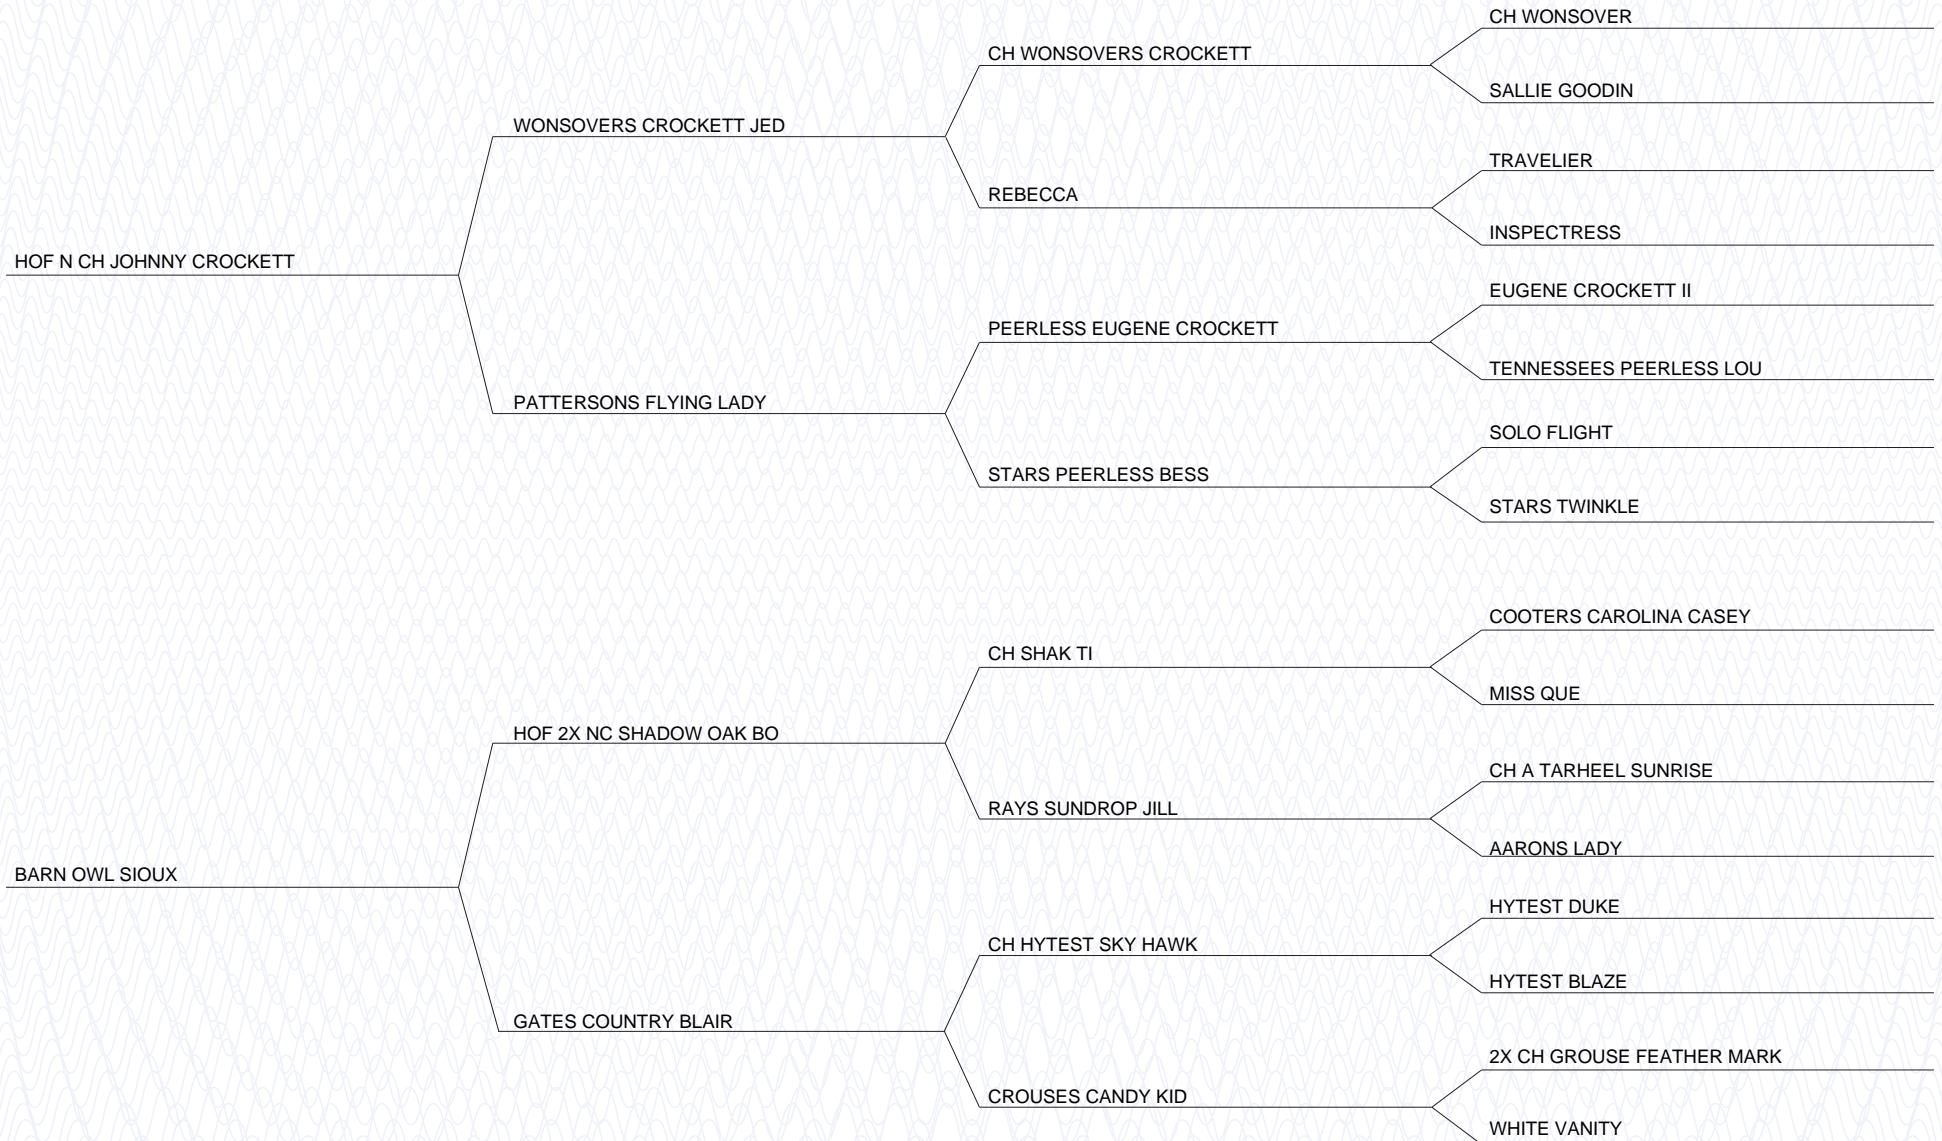 CH WONSOVER
CH WONSOVERS CROCKETT
SALLIE GOODIN
WONSOVERS CROCKETT JED
TRAVELIER
REBECCA
INSPECTRESS
HOF N CH JOHNNY CROCKETT
EUGENE CROCKETT II
PEERLESS EUGENE CROCKETT
TENNESSEES PEERLESS LOU
PATTERSONS FLYING LADY
SOLO FLIGHT
STARS PEERLESS BESS
STARS TWINKLE
COOTERS CAROLINA CASEY
CH SHAK TI
MISS QUE
HOF 2X NC SHADOW OAK BO
CH A TARHEEL SUNRISE
RAYS SUNDROP JILL
AARONS LADY
BARN OWL SIOUX
HYTEST DUKE
CH HYTEST SKY HAWK
HYTEST BLAZE
GATES COUNTRY BLAIR
2X CH GROUSE FEATHER MARK
CROUSES CANDY KID
WHITE VANITY